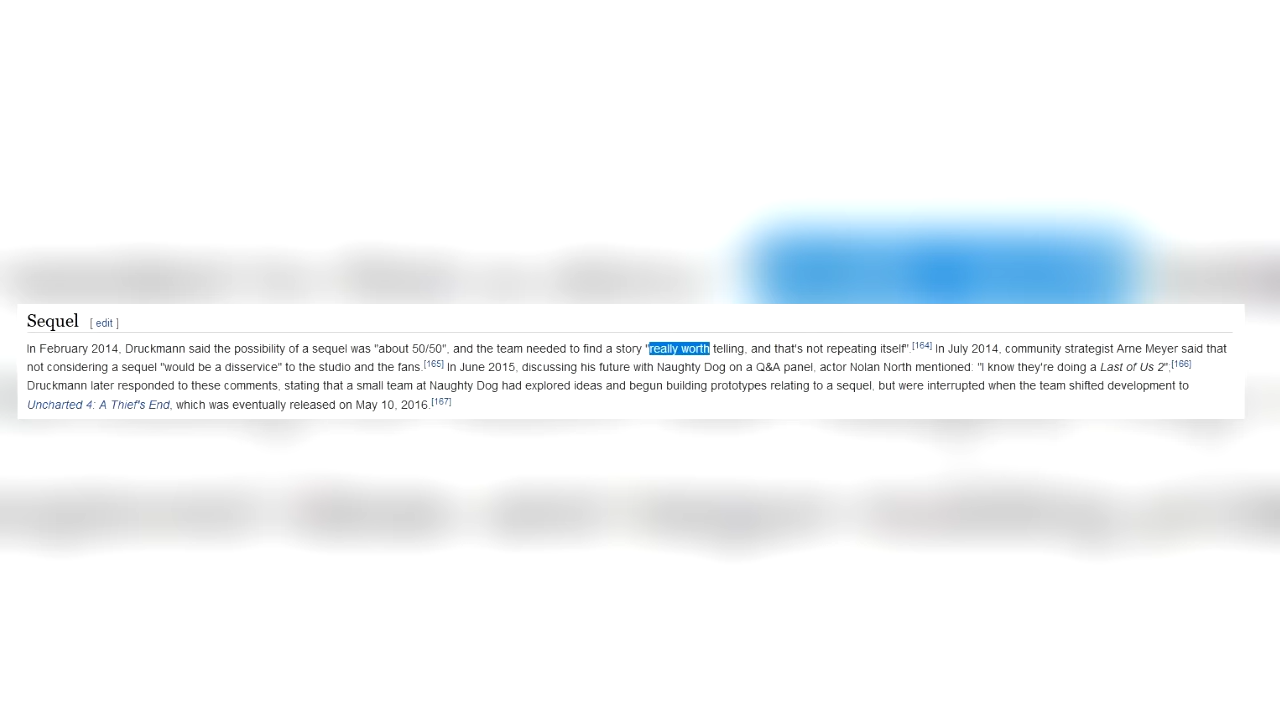 Sequel [ edit ]
In February 2014, Druckmann said the possibility of a sequel was "about 50/50", and the team needed to find a story "really worth telling, and that's not repeating itself".[164] In July 2014, community strategist Arne Meyer said that
not considering a sequel "would be a disservice" to the studio and the fans.[165] In June 2015, discussing his future with Naughty Dog on a Q&A panel, actor Nolan North mentioned: "I know they're doing a Last of Us 2".[166]
Druckmann later responded to these comments, stating that a small team at Naughty Dog had explored ideas and begun building prototypes relating to a sequel, but were interrupted when the team shifted development to
Uncharted 4: A Thief's End, which was eventually released on May 10, 2016.[167]